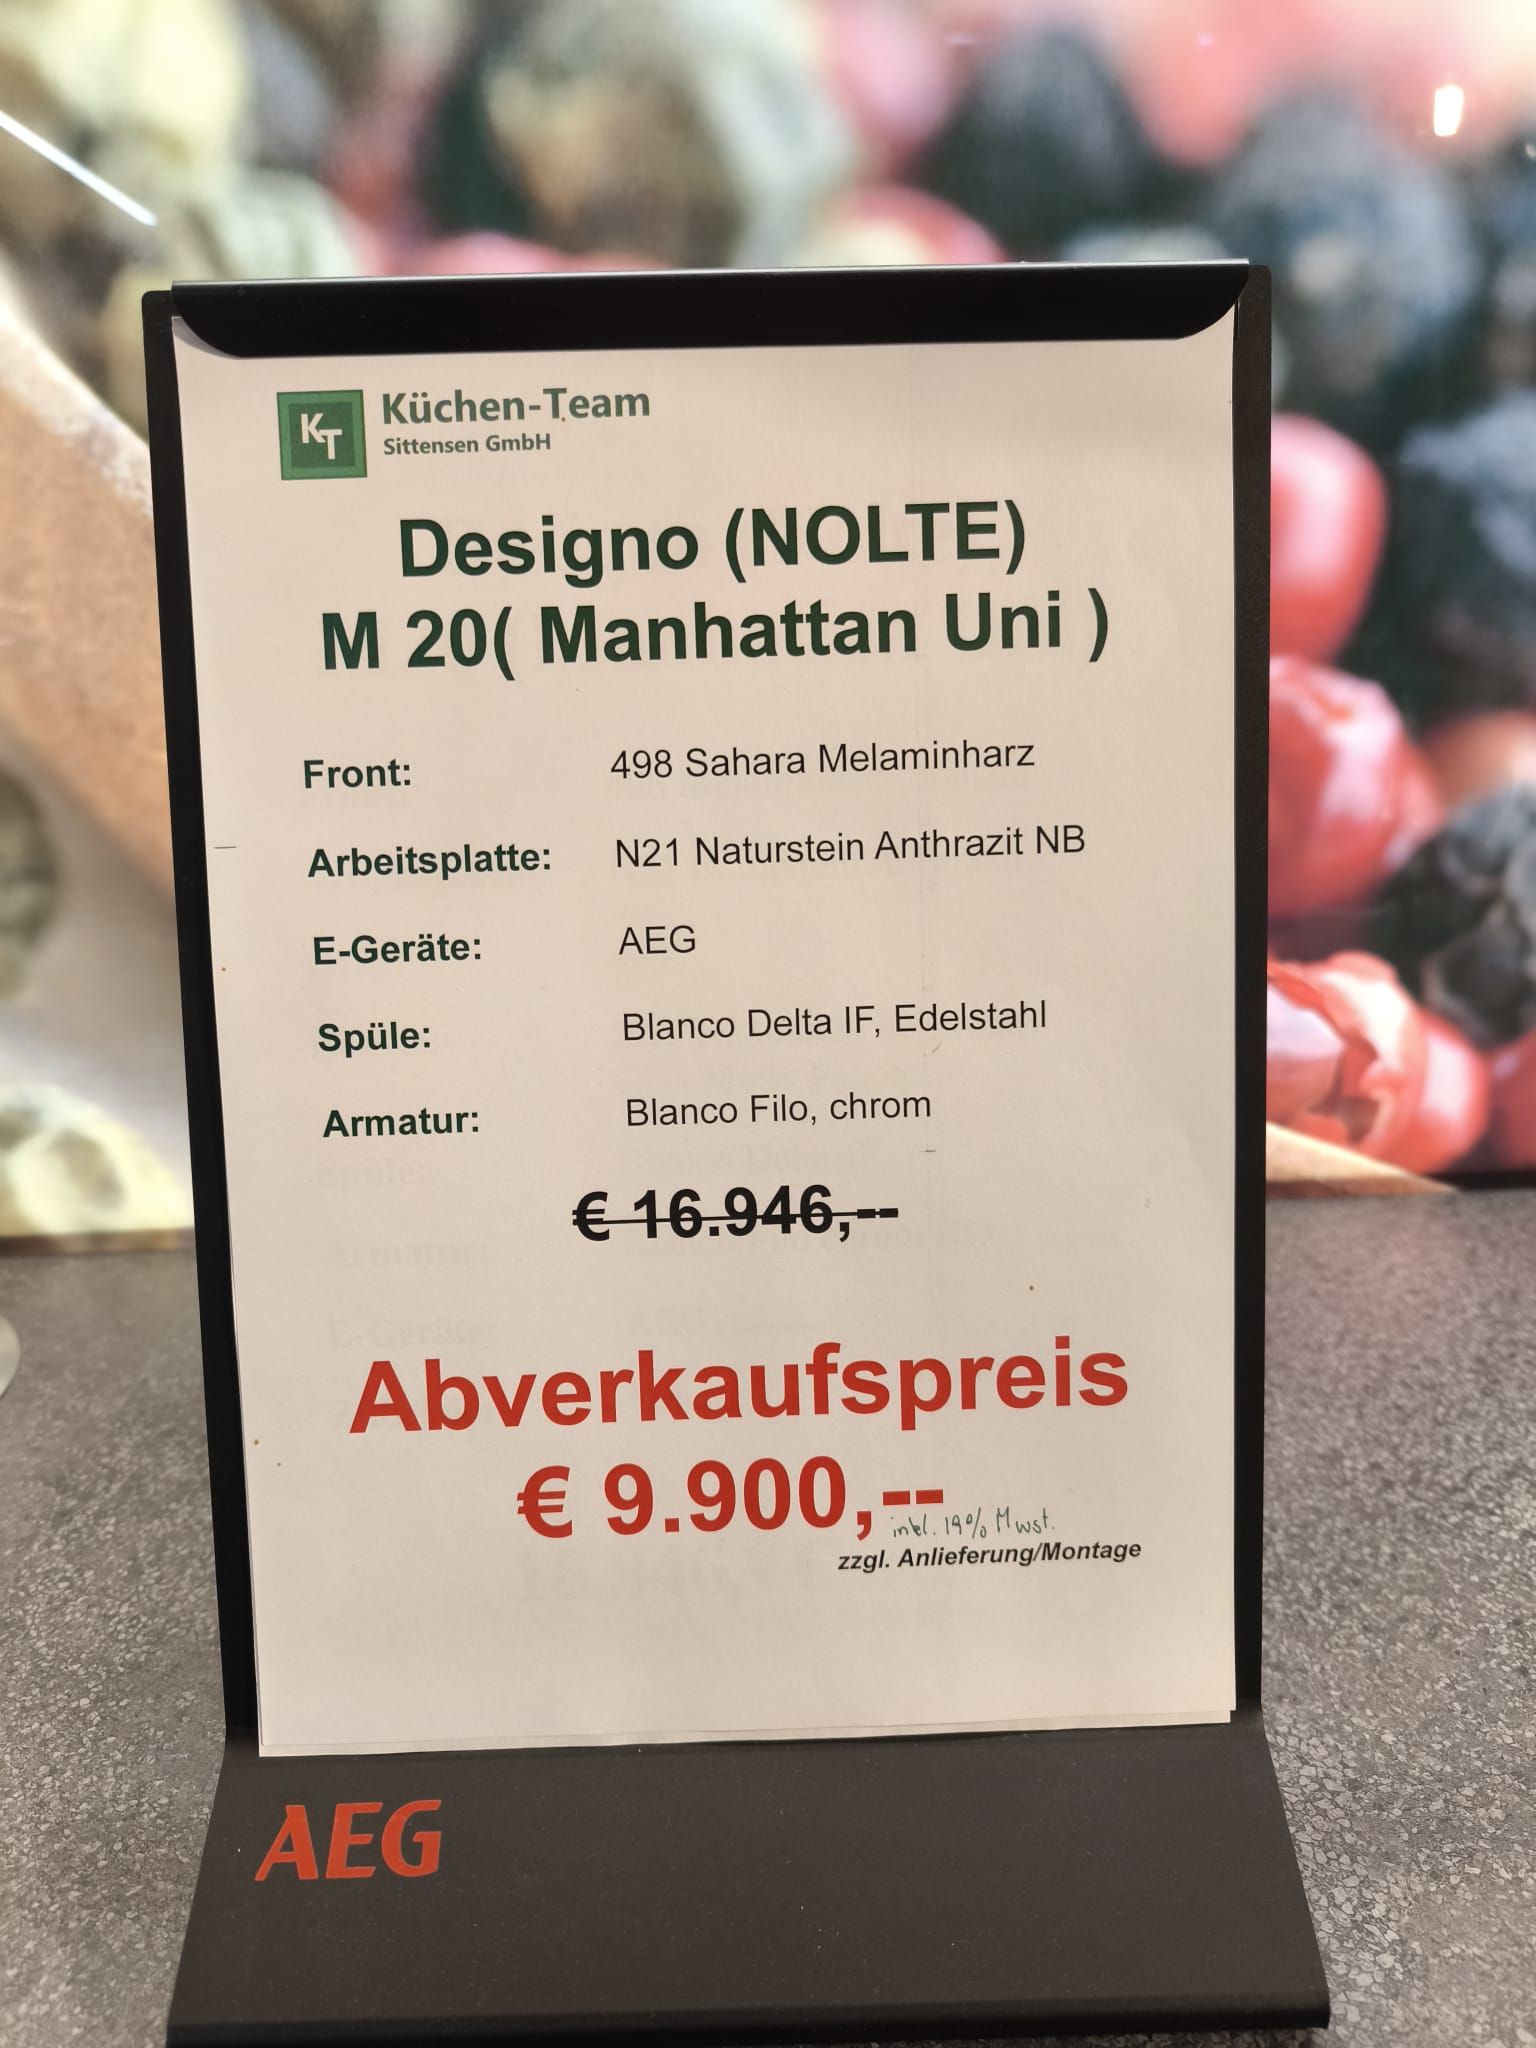 KT
Küchen-Team
Sittensen GmbH
Designo (NOLTE)
M 20( Manhattan Uni )
Front: 498 Sahara Melaminharz
Arbeitsplatte: N21 Naturstein Anthrazit NB
E-Geräte: AEG
Spüle: Blanco Delta IF, Edelstahl
Armatur: Blanco Filo, chrom
€ 16.946,--
Abverkaufspreis
€ 9.900,--
inkl. 19% Mwst.
zzgl. Anlieferung/Montage
AEG